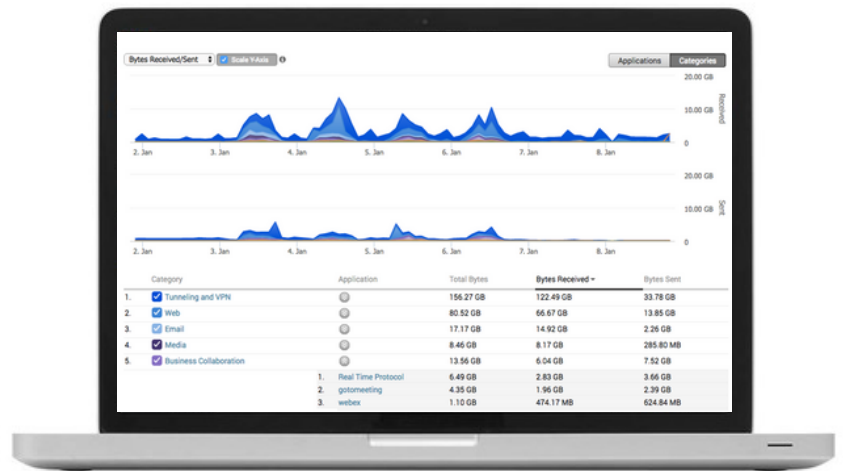 Bytes Received/Sent Scale Y-Axis Applications Categories
20.00 GB
10.00 GB
0
Received
2. Jan 3. Jan 4. Jan 5. Jan 6. Jan 7. Jan 8. Jan
20.00 GB
10.00 GB
0
Sent
2. Jan 3. Jan 4. Jan 5. Jan 6. Jan 7. Jan 8. Jan
Category Application Total Bytes Bytes Received Bytes Sent
1. Tunneling and VPN 156.27 GB 122.49 GB 33.78 GB
2. Web 80.52 GB 66.67 GB 13.85 GB
3. Email 17.17 GB 14.92 GB 2.26 GB
4. Media 8.46 GB 8.17 GB 285.80 MB
5. Business Collaboration 13.56 GB 6.04 GB 7.52 GB
1. Real Time Protocol 6.49 GB 2.83 GB 3.66 GB
2. gotomeeting 4.35 GB 1.96 GB 2.39 GB
3. webex 1.10 GB 474.17 MB 624.84 MB